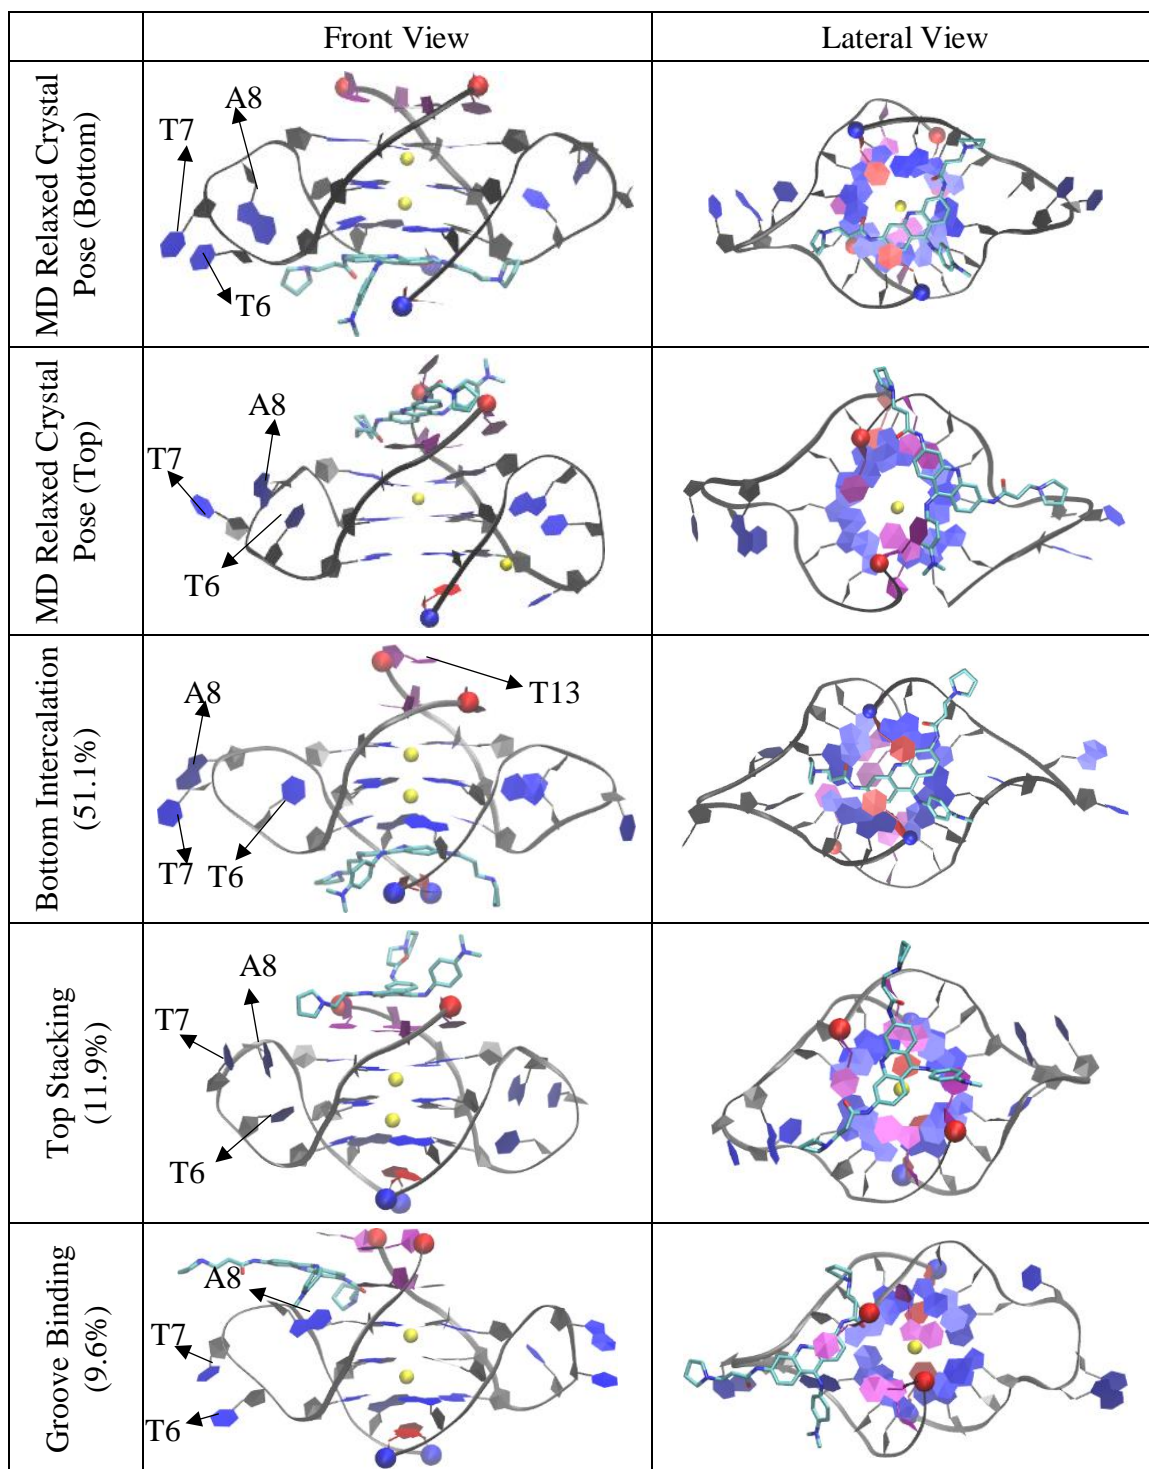 Front View
Lateral View
MD Relaxed Crystal
Pose (Bottom)
T7
A8
T6
MD Relaxed Crystal
Pose (Top)
A8
T7
T6
Bottom Intercalation
(51.1%)
A8
T13
T7
T6
Top Stacking
(11.9%)
A8
T7
T6
Groove Binding
(9.6%)
A8
T7
T6